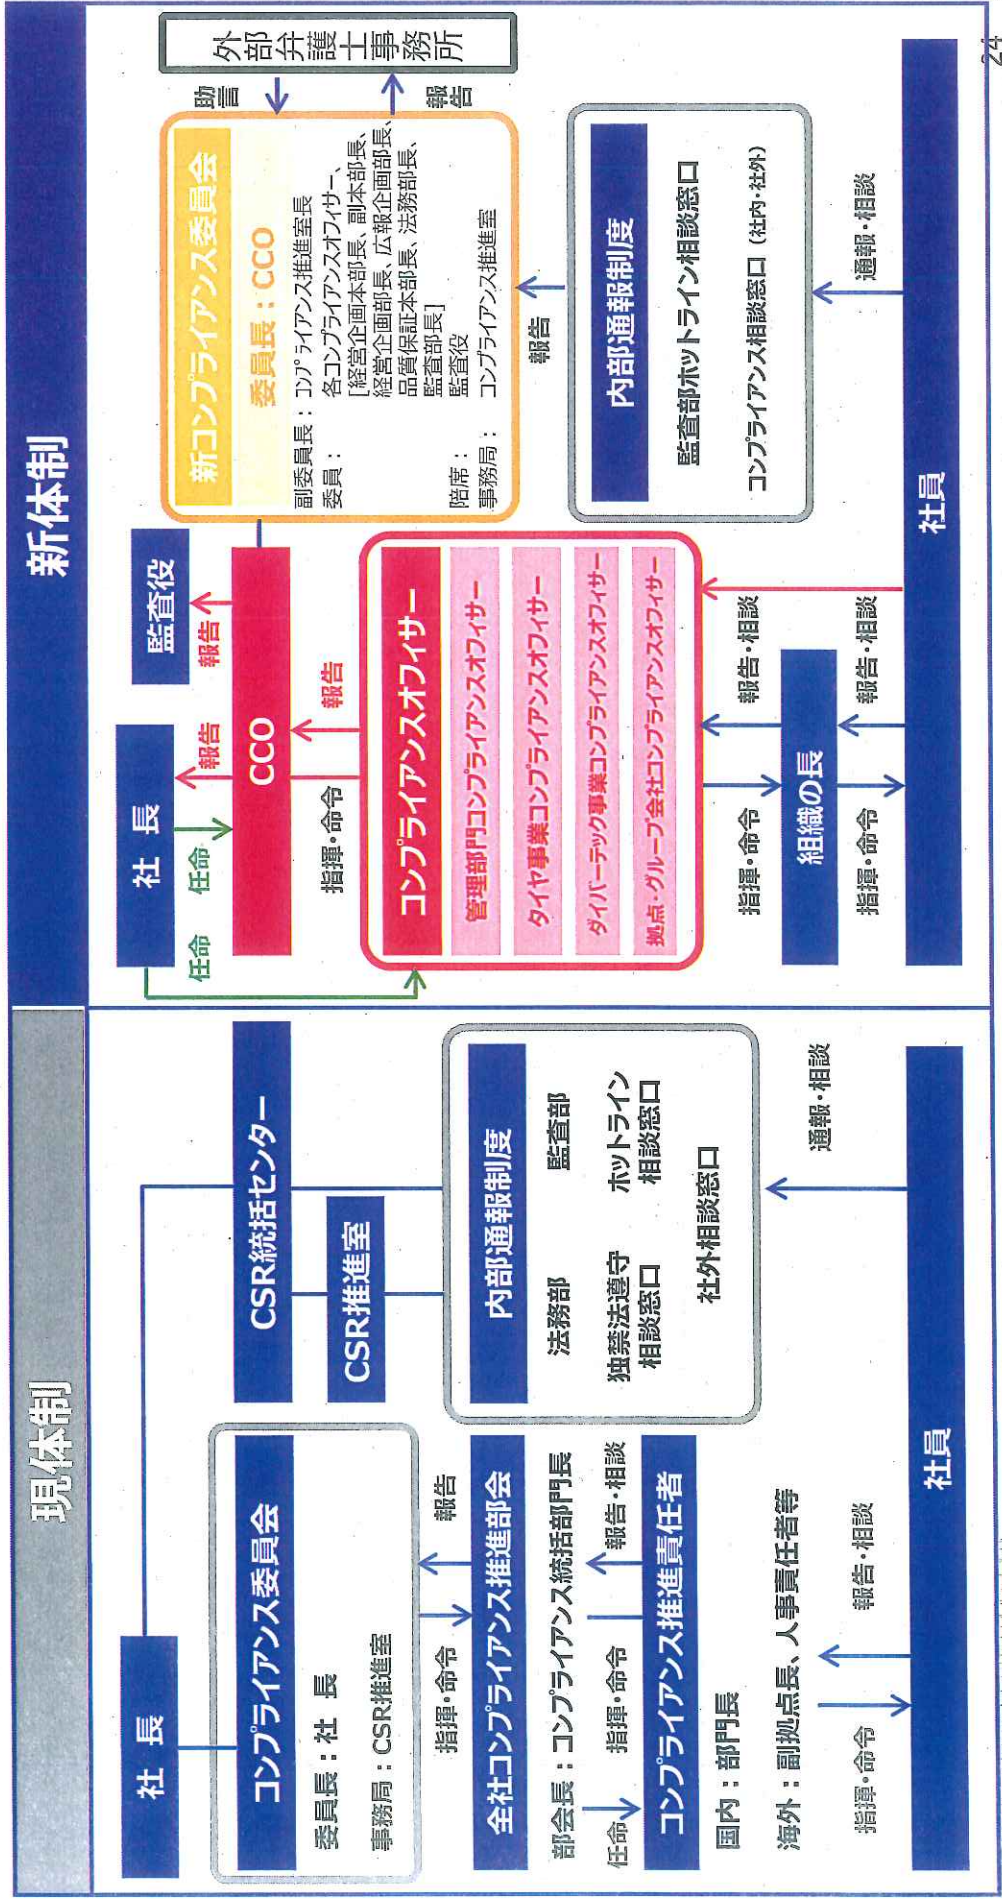 現体制
社 長
コンプライアンス委員会
委員長：社 長
事務局：CSR推進室
指揮・命令
報告
全社コンプライアンス推進部会
部会長：コンプライアンス統括部門長
任命
指揮・命令
報告・相談
コンプライアンス推進責任者
国内：部門長
海外：副拠点長、人事責任者等
指揮・命令
報告・相談
CSR統括センター
CSR推進室
内部通報制度
法務部
監査部
独禁法遵守
相談窓口
ホットライン
相談窓口
社外相談窓口
通報・相談
社員
新体制
社 長
監査役
任命
任命
報告
報告
CCO
指揮・命令
報告
コンプライアンスオフィサー
管理部門コンプライアンスオフィサー
タイヤ事業コンプライアンスオフィサー
ダイバーテック事業コンプライアンスオフィサー
拠点・グループ会社コンプライアンスオフィサー
指揮・命令
報告・相談
組織の長
指揮・命令
報告・相談
外部弁護士事務所
助言
報告
新コンプライアンス委員会
委員長：CCO
副委員長：コンプライアンス推進室長
委員：各コンプライアンスオフィサー、
[経営企画本部長、副本部長、
経営企画部長、広報企画部長、
品質保証本部長、法務部長、
監査部長]
陪席：監査役
事務局：コンプライアンス推進室
報告
内部通報制度
監査部ホットライン相談窓口
コンプライアンス相談窓口（社内・社外）
通報・相談
社員
24